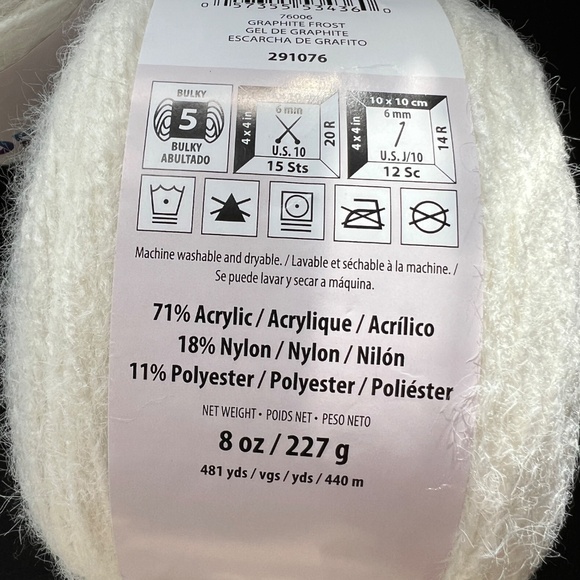 76006
GRAPHITE FROST
GEL DE GRAPHITE
ESCARCHA DE GRAFITO
291076
BULKY
5
BULKY
ABULTADO
4 x 4 in
6 mm
U.S. 10
20 R
15 Sts
10 x 10 cm
4 x 4 in
6 mm
U.S. J/10
14 R
12 Sc
Machine washable and dryable. / Lavable et séchable à la machine. /
Se puede lavar y secar a máquina.
71% Acrylic / Acrylique / Acrílico
18% Nylon / Nylon / Nilón
11% Polyester / Polyester / Poliéster
NET WEIGHT • POIDS NET • PESO NETO
8 oz / 227 g
481 yds / vgs / yds / 440 m